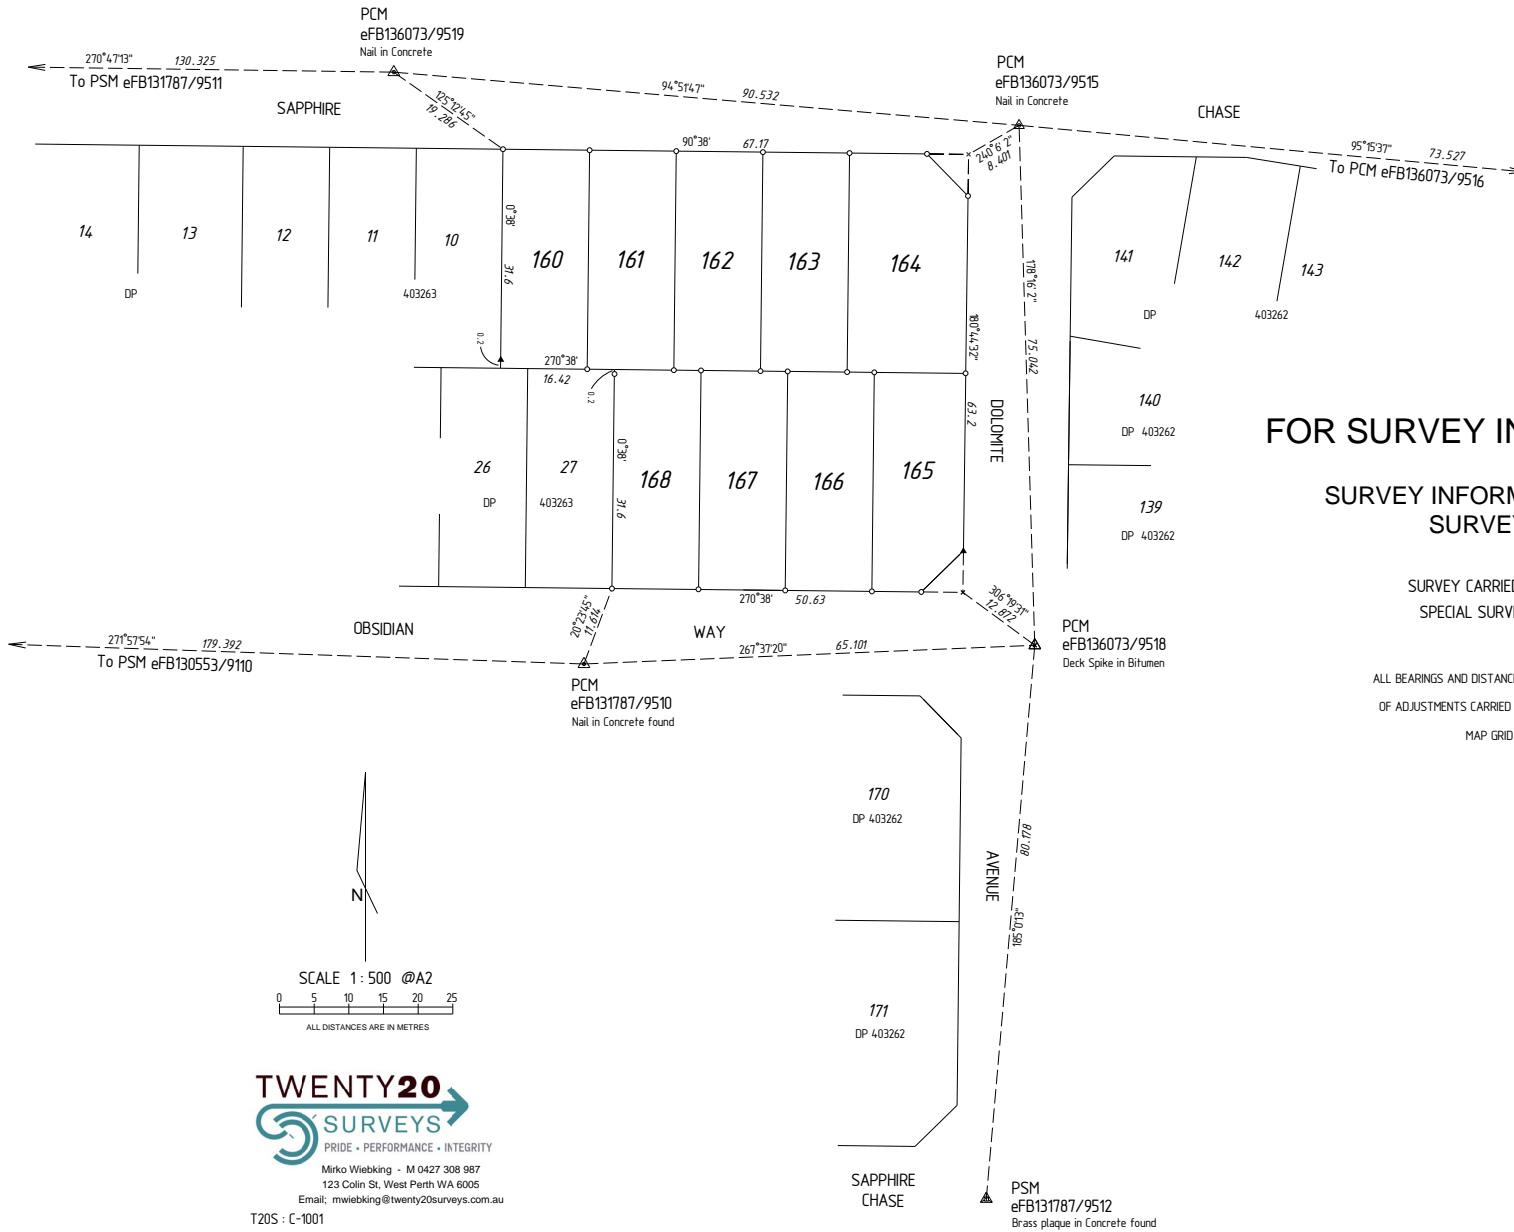 PCM
eFB136073/9519
Nail in Concrete
270°47'13" 130.325
To PSM eFB131787/9511
SAPPHIRE
125°12'45"
19.286
94°51'47" 90.532
PCM
eFB136073/9515
Nail in Concrete
CHASE
90°38' 67.17
240°6'2"
8.401
95°15'37" 73.527
To PCM eFB136073/9516
14
13
12
11
10
DP
403263
0°38'
31.6
160
161
162
163
164
141
142
143
DP
403262
178°16'2"
75.042
180°44'32"
63.2
0.2
270°38'
16.42
0.2
DOLOMITE
140
DP 403262
139
DP 403262
26
27
DP
403263
0°38'
31.6
168
167
166
165
FOR SURVEY IN
SURVEY INFORM
SURVEY
SURVEY CARRIED
SPECIAL SURVE
ALL BEARINGS AND DISTANC
OF ADJUSTMENTS CARRIED
MAP GRID
270°38' 50.63
306°19'31"
12.872
20°23'45"
11.614
OBSIDIAN
WAY
271°57'54" 179.392
To PSM eFB130553/9110
267°37'20" 65.101
PCM
eFB136073/9518
Deck Spike in Bitumen
PCM
eFB131787/9510
Nail in Concrete found
170
DP 403262
AVENUE
80.178
185°01'3"
171
DP 403262
N
SCALE 1 : 500 @A2
0 5 10 15 20 25
ALL DISTANCES ARE IN METRES
TWENTY20
SURVEYS
PRIDE • PERFORMANCE • INTEGRITY
Mirko Wiebking - M 0427 308 987
123 Colin St, West Perth WA 6005
Email; mwiebking@twenty20surveys.com.au
T20S : C-1001
SAPPHIRE
CHASE
PSM
eFB131787/9512
Brass plaque in Concrete found